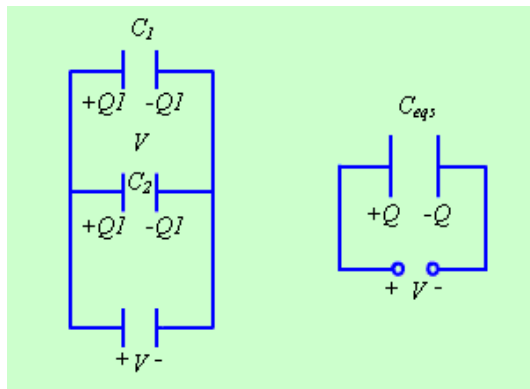 C1
+Q1 -Q1
V
C2
+Q1 -Q1
+ V -
Ceqs
+Q -Q
+ V -